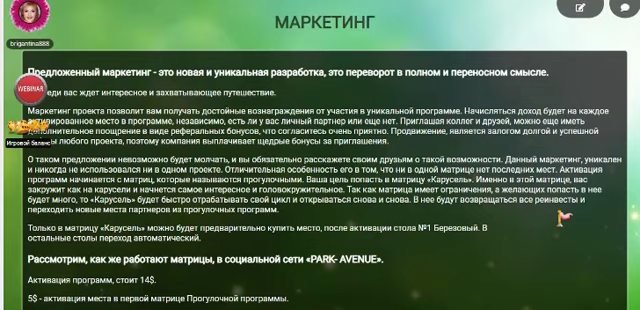 МАРКЕТИНГ
brigantina888
Предложенный маркетинг - это новая и уникальная разработка, это переворот в полном и переносном смысле.
WEBINAR
вас ждет интересное и захватывающее путешествие.
Маркетинг проекта позволит вам получать достойные вознаграждения от участия в уникальной программе. Начисляться доход будет на каждое
место в программе, независимо, есть ли у вас личный партнер или еще нет. Приглашая коллег и друзей, можно еще иметь
поощрение в виде реферальных бонусов, что согласитесь очень приятно. Продвижение, является залогом долгой и успешной
Игровой баланс
любого проекта, поэтому компания выплачивает щедрые бонусы за приглашения.
О таком предложении невозможно будет молчать, и вы обязательно расскажете своим друзьям о такой возможности. Данный маркетинг, уникален
и никогда не использовался ни в одном проекте. Отличительная особенность его в том, что ни в одной матрице нет последних мест. Активация
программ начинается с матриц, которые называются прогулочными. Ваша цель попасть в матрицу «Карусель». Именно в этой матрице, вас
закружит как на карусели и начнется самое интересное и головокружительное. Так как матрица имеет ограничения, а желающих попасть в нее
будет много, то «Карусель» будет быстро отрабатывать свой цикл и открываться снова и снова. В нее будут возвращаться все реинвесты и
переходить новые места партнеров из прогулочных программ.
Только в матрицу «Карусель» можно будет предварительно купить место, после активации стола №1 Березовый. В
остальные столы переход автоматический.
Рассмотрим, как же работают матрицы, в социальной сети «PARK- AVENUE».
Активация программ, стоит 14$.
5$ - активация места в первой матрице Прогулочной программы.